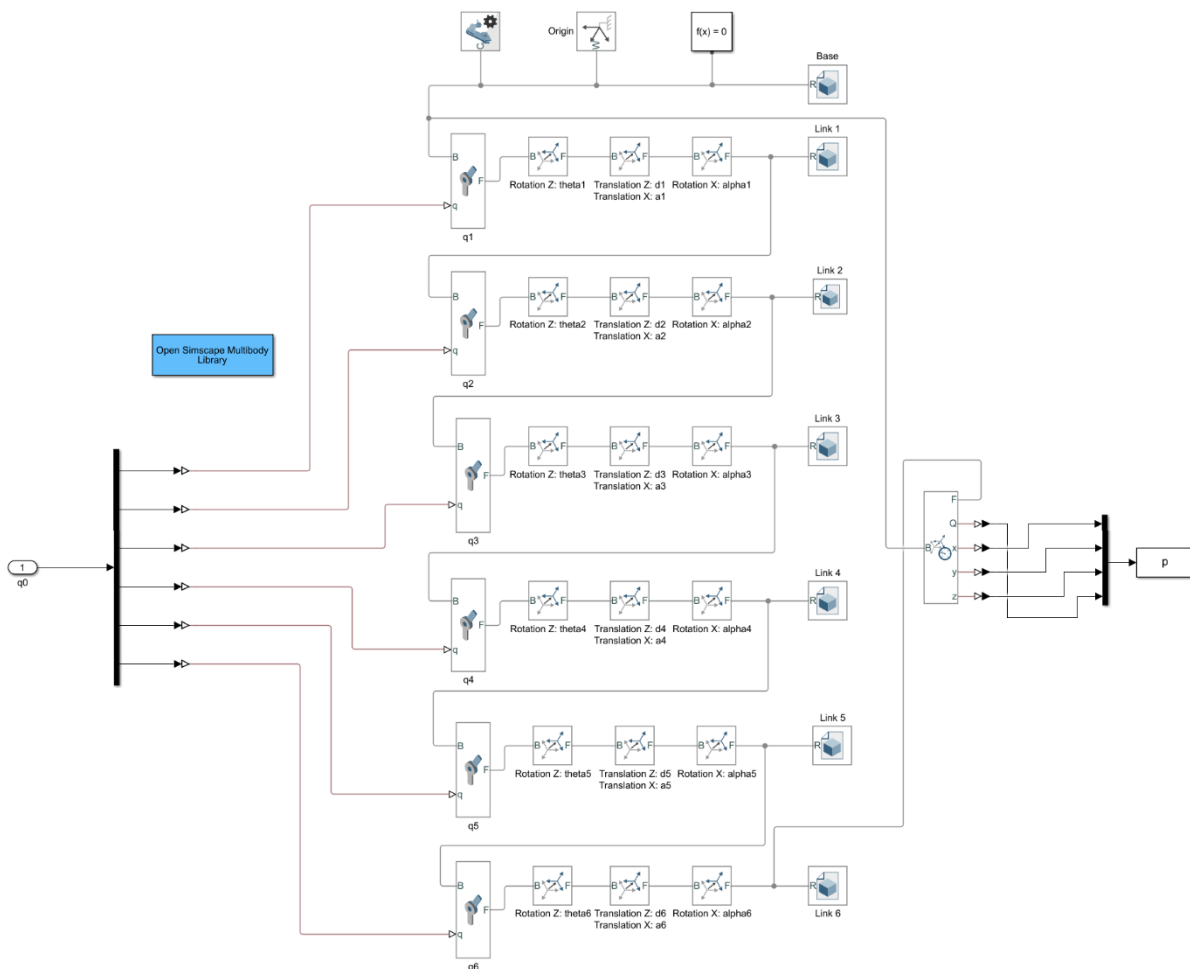 Origin
f(x) = 0
C
W
Base
R
Link 1
B
F
q
q1
B F
Rotation Z: theta1
B F
Translation Z: d1
Translation X: a1
B F
Rotation X: alpha1
R
Link 2
B
F
q
q2
B F
Rotation Z: theta2
B F
Translation Z: d2
Translation X: a2
B F
Rotation X: alpha2
R
Open Simscape Multibody
Library
Link 3
B
F
q
q3
B F
Rotation Z: theta3
B F
Translation Z: d3
Translation X: a3
B F
Rotation X: alpha3
R
1
q0
F
Q
B
x
y
z
p
Link 4
B
F
q
q4
B F
Rotation Z: theta4
B F
Translation Z: d4
Translation X: a4
B F
Rotation X: alpha4
R
Link 5
B
F
q
q5
B F
Rotation Z: theta5
B F
Translation Z: d5
Translation X: a5
B F
Rotation X: alpha5
R
B
F
q
q6
B F
Rotation Z: theta6
B F
Translation Z: d6
Translation X: a6
B F
Rotation X: alpha6
R
Link 6